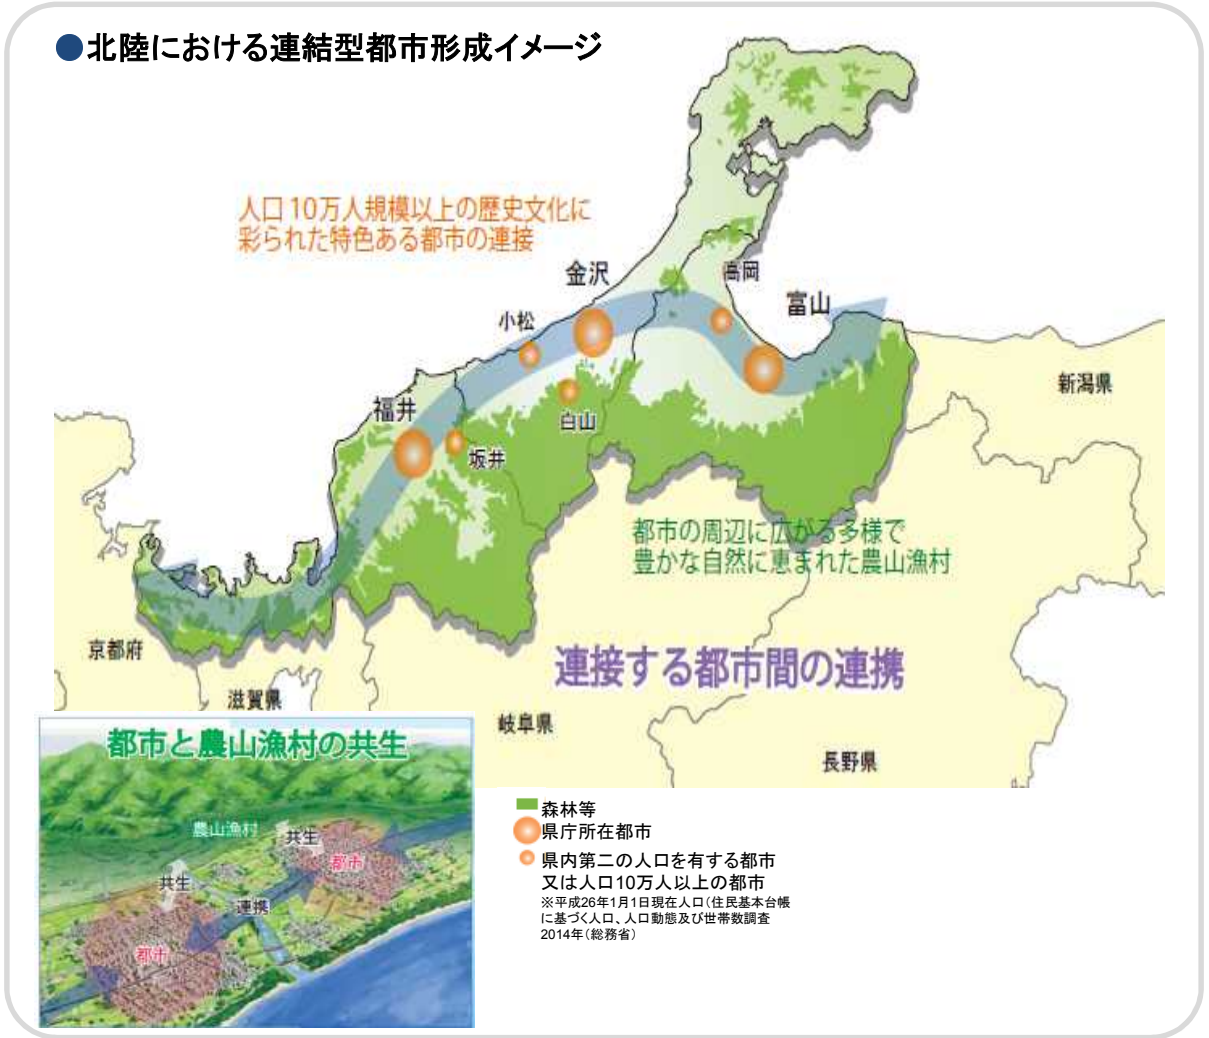 ●北陸における連結型都市形成イメージ
人口10万人規模以上の歴史文化に
彩られた特色ある都市の連接
金沢
高岡
富山
小松
新潟県
福井
白山
坂井
都市の周辺に広がる多様で
豊かな自然に恵まれた農山漁村
京都府
連接する都市間の連携
滋賀県
岐阜県
長野県
都市と農山漁村の共生
農山漁村
共生
都市
共生
連携
都市
森林等
県庁所在都市
県内第二の人口を有する都市
又は人口10万人以上の都市
※平成26年1月1日現在人口(住民基本台帳
に基づく人口、人口動態及び世帯数調査
2014年(総務省)